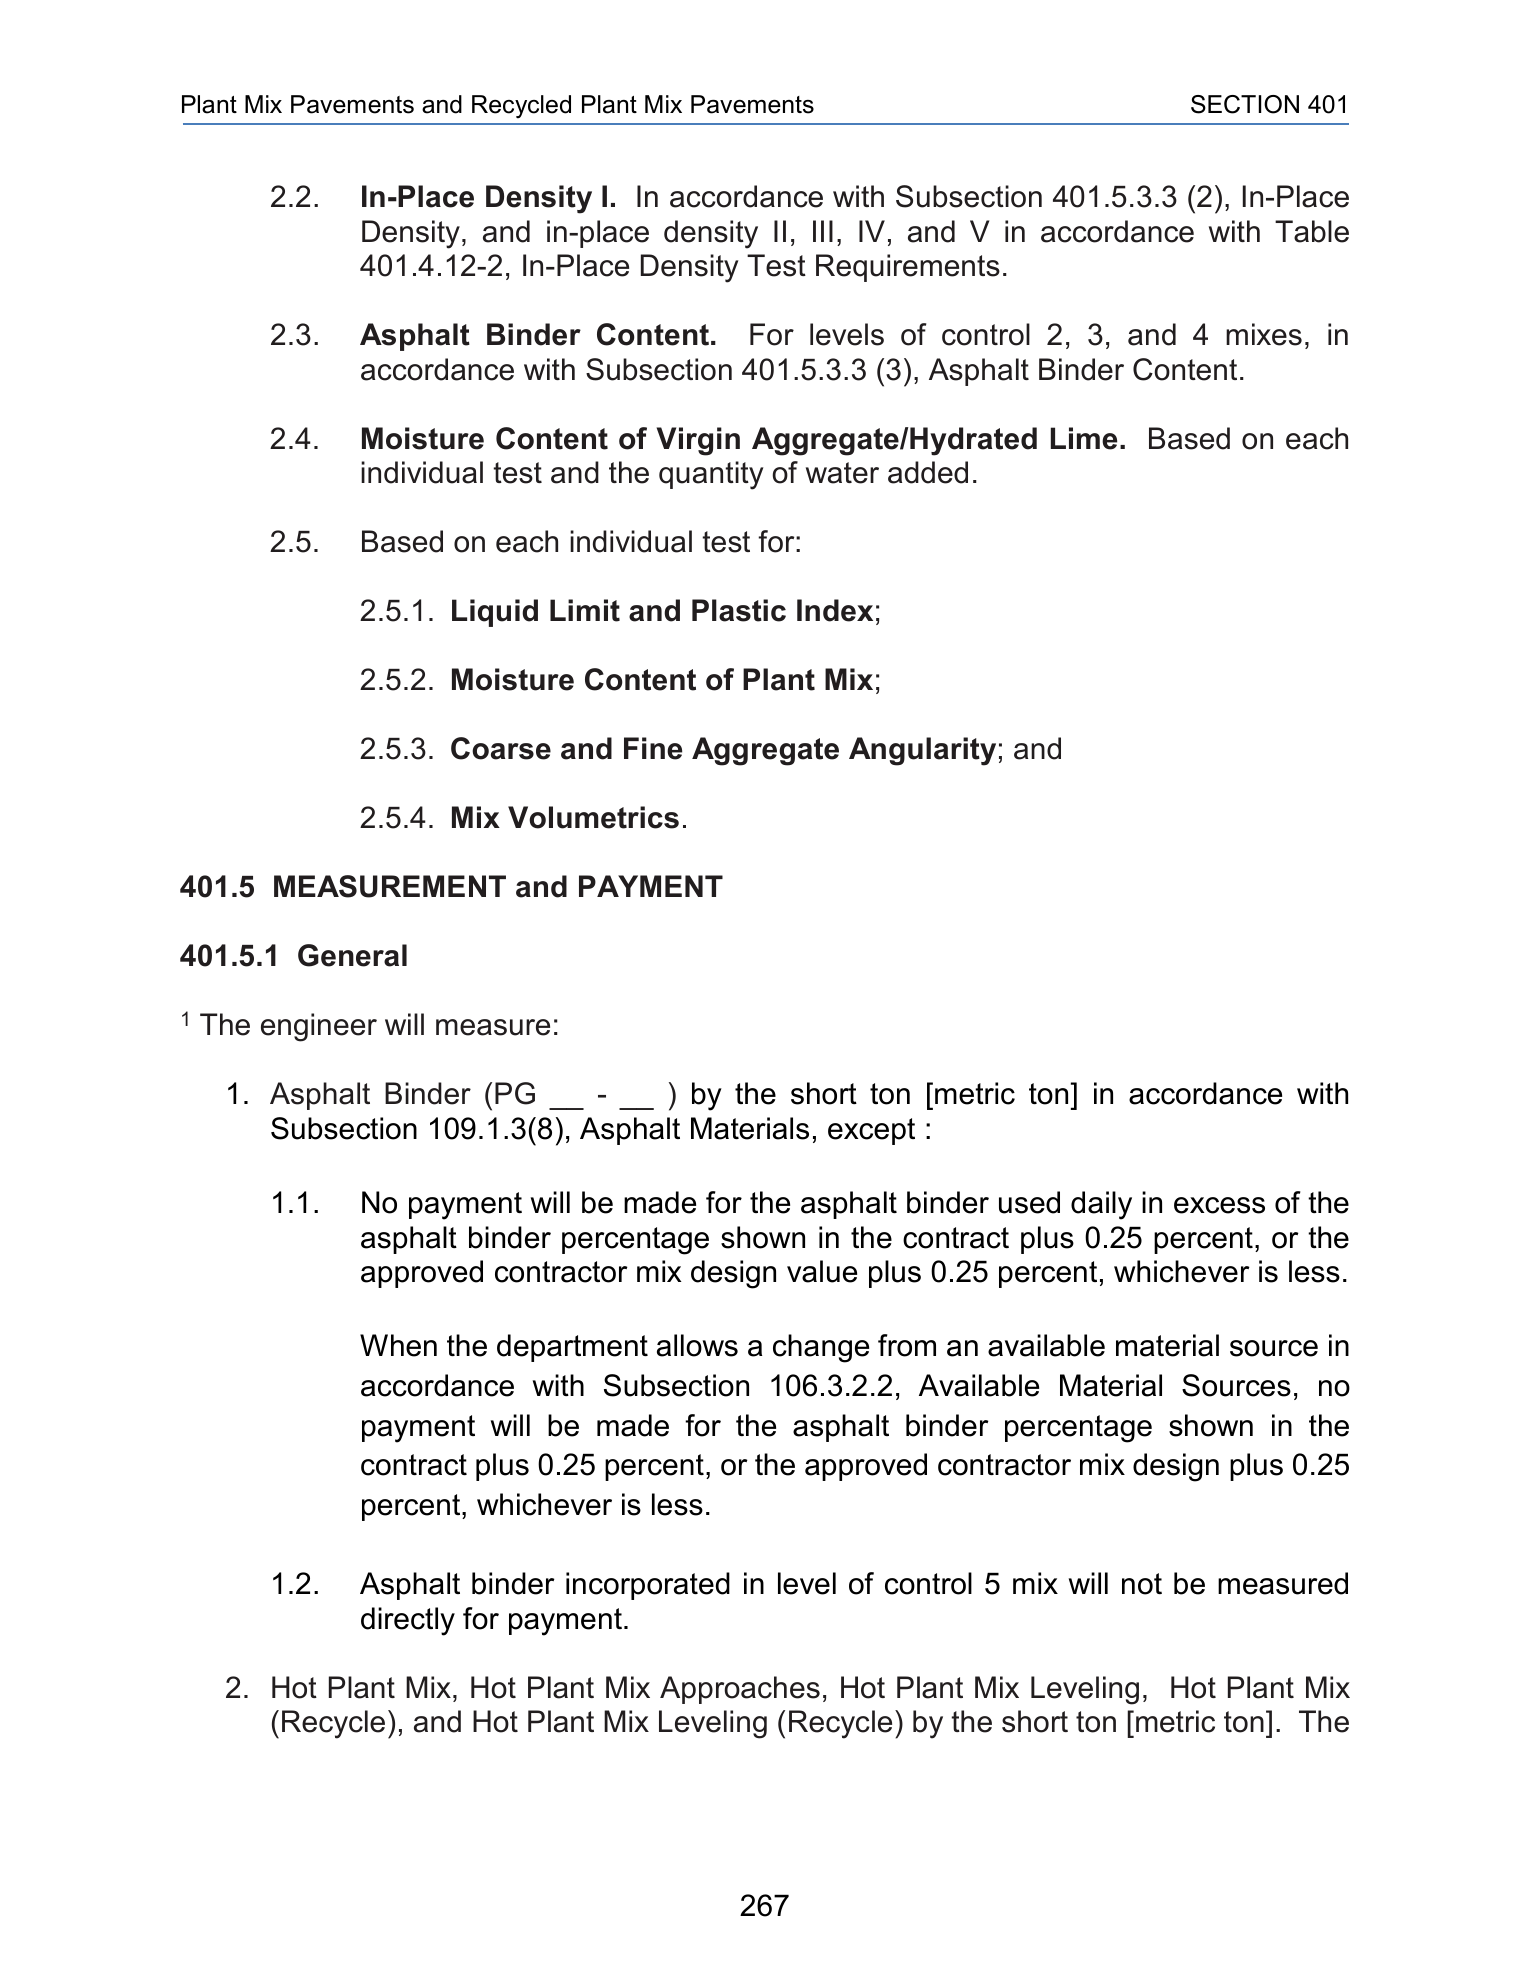 Plant Mix Pavements and Recycled Plant Mix Pavements SECTION 401
2.2. In-Place Density I. In accordance with Subsection 401.5.3.3 (2), In-Place
Density, and in-place density II, III, IV, and V in accordance with Table
401.4.12-2, In-Place Density Test Requirements.
2.3. Asphalt Binder Content. For levels of control 2, 3, and 4 mixes, in
accordance with Subsection 401.5.3.3 (3), Asphalt Binder Content.
2.4. Moisture Content of Virgin Aggregate/Hydrated Lime. Based on each
individual test and the quantity of water added.
2.5. Based on each individual test for:
2.5.1. Liquid Limit and Plastic Index;
2.5.2. Moisture Content of Plant Mix;
2.5.3. Coarse and Fine Aggregate Angularity; and
2.5.4. Mix Volumetrics.
401.5 MEASUREMENT and PAYMENT
401.5.1 General
1 The engineer will measure:
1. Asphalt Binder (PG __ - __ ) by the short ton [metric ton] in accordance with
Subsection 109.1.3(8), Asphalt Materials, except :
1.1. No payment will be made for the asphalt binder used daily in excess of the
asphalt binder percentage shown in the contract plus 0.25 percent, or the
approved contractor mix design value plus 0.25 percent, whichever is less.
When the department allows a change from an available material source in
accordance with Subsection 106.3.2.2, Available Material Sources, no
payment will be made for the asphalt binder percentage shown in the
contract plus 0.25 percent, or the approved contractor mix design plus 0.25
percent, whichever is less.
1.2. Asphalt binder incorporated in level of control 5 mix will not be measured
directly for payment.
2. Hot Plant Mix, Hot Plant Mix Approaches, Hot Plant Mix Leveling, Hot Plant Mix
(Recycle), and Hot Plant Mix Leveling (Recycle) by the short ton [metric ton]. The
267